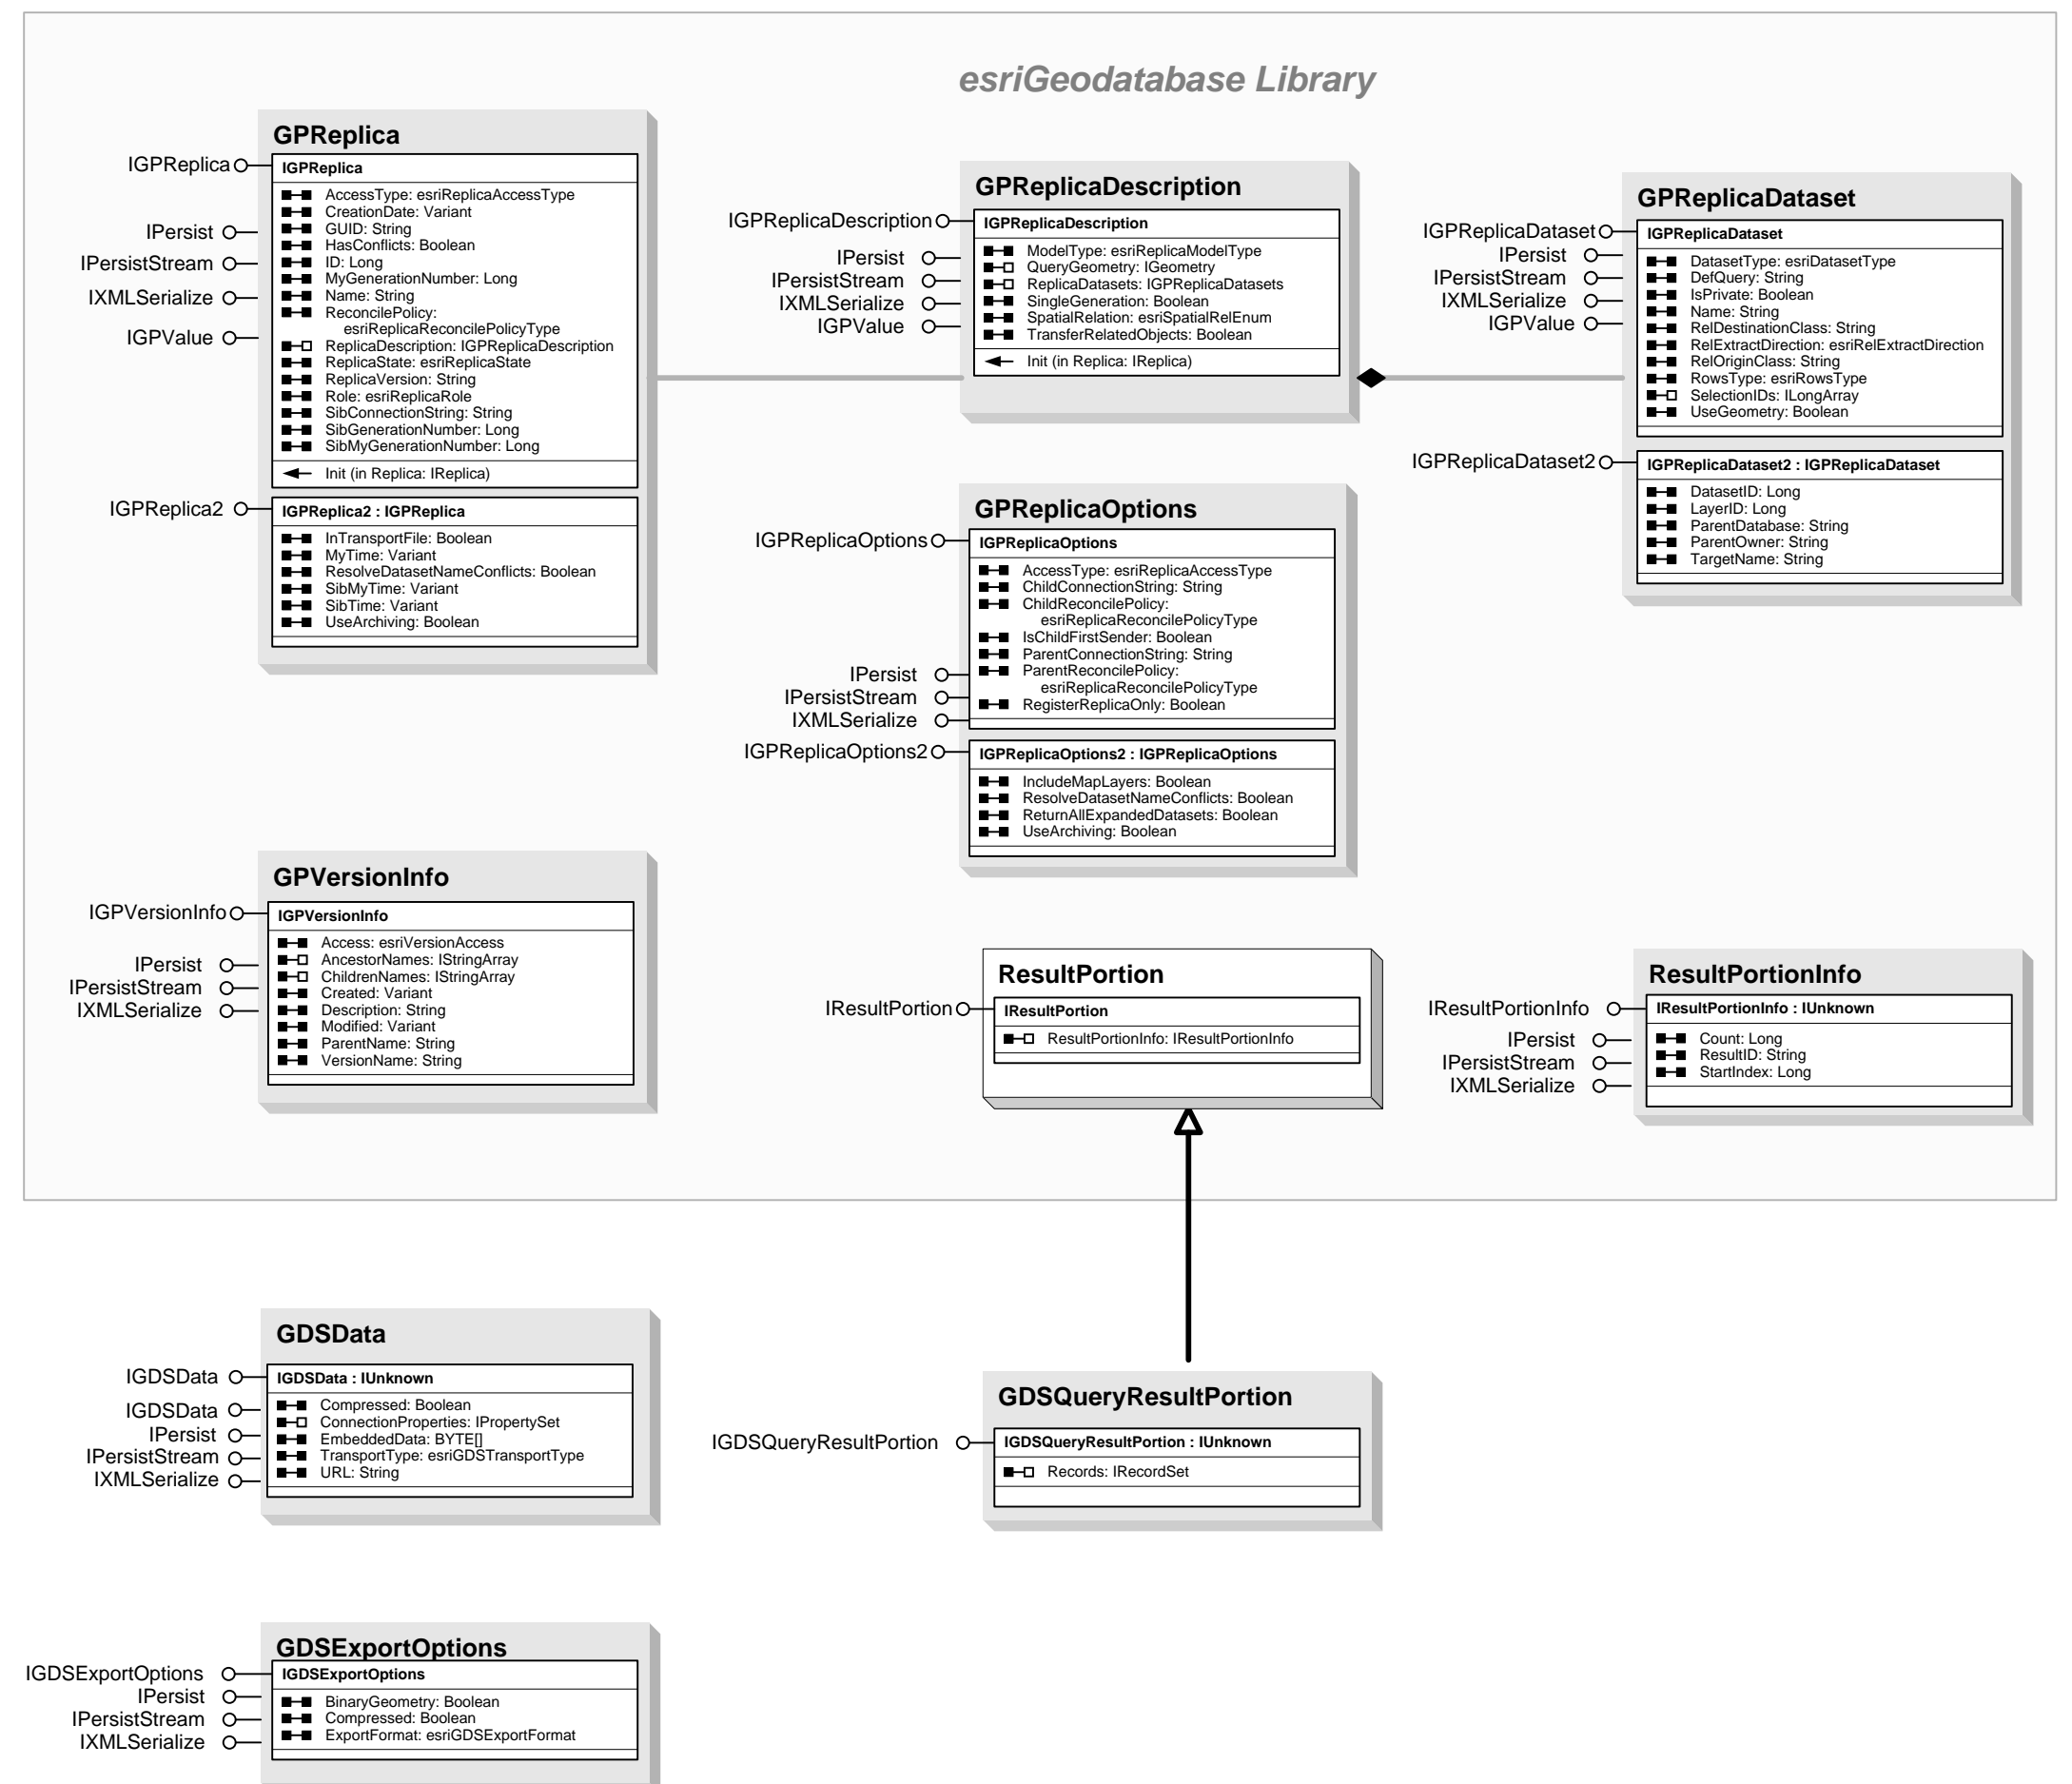 esriGeodatabase Library
GPReplica
IGPReplica
IPersist
IPersistStream
IXMLSerialize
IGPValue
IGPReplica
AccessType: esriReplicaAccessType
CreationDate: Variant
GUID: String
HasConflicts: Boolean
ID: Long
MyGenerationNumber: Long
Name: String
ReconcilePolicy:
esriReplicaReconcilePolicyType
ReplicaDescription: IGPReplicaDescription
ReplicaState: esriReplicaState
ReplicaVersion: String
Role: esriReplicaRole
SibConnectionString: String
SibGenerationNumber: Long
SibMyGenerationNumber: Long
Init (in Replica: IReplica)
IGPReplica2
IGPReplica2 : IGPReplica
InTransportFile: Boolean
MyTime: Variant
ResolveDatasetNameConflicts: Boolean
SibMyTime: Variant
SibTime: Variant
UseArchiving: Boolean
GPReplicaDescription
IGPReplicaDescription
IPersist
IPersistStream
IXMLSerialize
IGPValue
IGPReplicaDescription
ModelType: esriReplicaModelType
QueryGeometry: IGeometry
ReplicaDatasets: IGPReplicaDatasets
SingleGeneration: Boolean
SpatialRelation: esriSpatialRelEnum
TransferRelatedObjects: Boolean
Init (in Replica: IReplica)
GPReplicaDataset
IGPReplicaDataset
IPersist
IPersistStream
IXMLSerialize
IGPValue
IGPReplicaDataset
DatasetType: esriDatasetType
DefQuery: String
IsPrivate: Boolean
Name: String
RelDestinationClass: String
RelExtractDirection: esriRelExtractDirection
RelOriginClass: String
RowsType: esriRowsType
SelectionIDs: ILongArray
UseGeometry: Boolean
IGPReplicaDataset2
IGPReplicaDataset2 : IGPReplicaDataset
DatasetID: Long
LayerID: Long
ParentDatabase: String
ParentOwner: String
TargetName: String
GPReplicaOptions
IGPReplicaOptions
IPersist
IPersistStream
IXMLSerialize
IGPReplicaOptions
AccessType: esriReplicaAccessType
ChildConnectionString: String
ChildReconcilePolicy:
esriReplicaReconcilePolicyType
IsChildFirstSender: Boolean
ParentConnectionString: String
ParentReconcilePolicy:
esriReplicaReconcilePolicyType
RegisterReplicaOnly: Boolean
IGPReplicaOptions2
IGPReplicaOptions2 : IGPReplicaOptions
IncludeMapLayers: Boolean
ResolveDatasetNameConflicts: Boolean
ReturnAllExpandedDatasets: Boolean
UseArchiving: Boolean
GPVersionInfo
IGPVersionInfo
IPersist
IPersistStream
IXMLSerialize
IGPVersionInfo
Access: esriVersionAccess
AncestorNames: IStringArray
ChildrenNames: IStringArray
Created: Variant
Description: String
Modified: Variant
ParentName: String
VersionName: String
ResultPortion
IResultPortion
IResultPortion
ResultPortionInfo: IResultPortionInfo
ResultPortionInfo
IResultPortionInfo
IPersist
IPersistStream
IXMLSerialize
IResultPortionInfo : IUnknown
Count: Long
ResultID: String
StartIndex: Long
GDSData
IGDSData
IGDSData
IPersist
IPersistStream
IXMLSerialize
IGDSData : IUnknown
Compressed: Boolean
ConnectionProperties: IPropertySet
EmbeddedData: BYTE[]
TransportType: esriGDSTransportType
URL: String
GDSQueryResultPortion
IGDSQueryResultPortion
IGDSQueryResultPortion : IUnknown
Records: IRecordSet
GDSExportOptions
IGDSExportOptions
IPersist
IPersistStream
IXMLSerialize
IGDSExportOptions
BinaryGeometry: Boolean
Compressed: Boolean
ExportFormat: esriGDSExportFormat